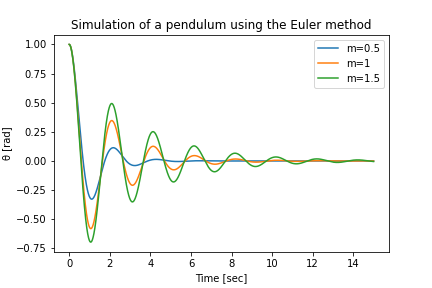 Simulation of a pendulum using the Euler method
m=0.5
m=1
m=1.5
1.00
0.75
0.50
0.25
0.00
−0.25
−0.50
−0.75
θ [rad]
0 2 4 6 8 10 12 14
Time [sec]